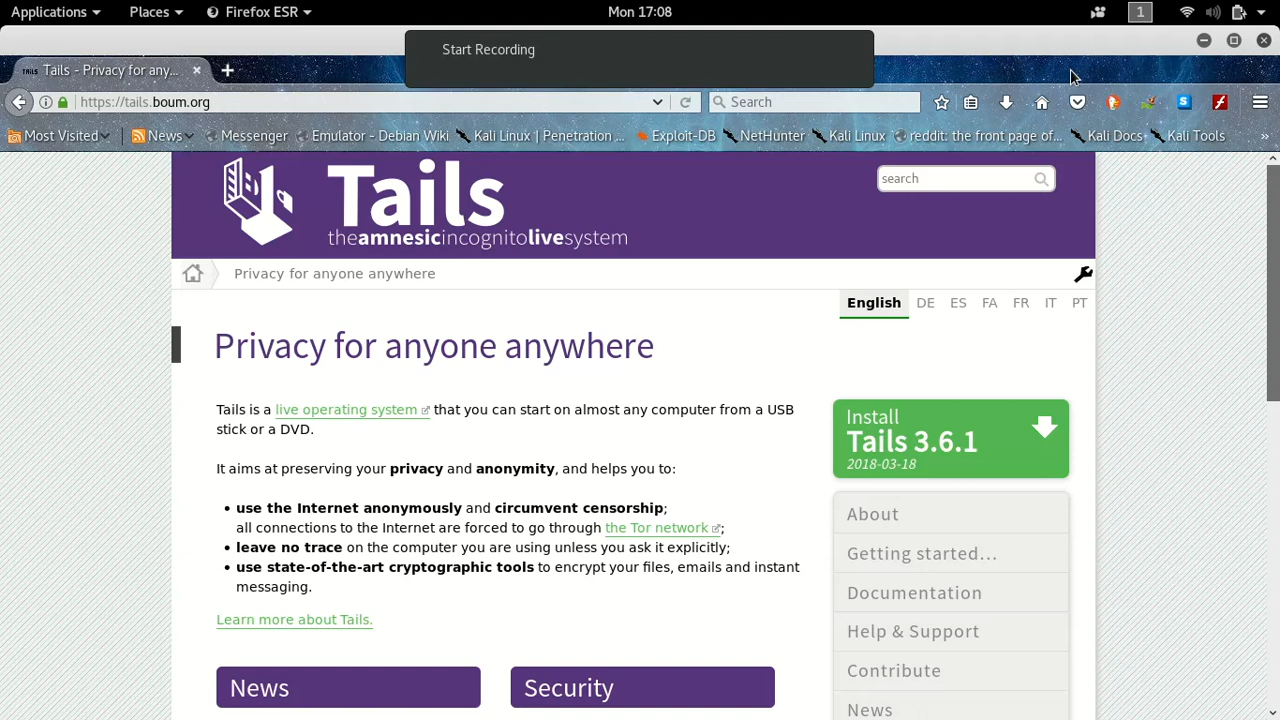 Applications Places Firefox ESR Mon 17:08 1
Start Recording
Tails - Privacy for any...
https://tails.boum.org Search
Most Visited News Messenger Emulator - Debian Wiki Kali Linux | Penetration ... Exploit-DB NetHunter Kali Linux reddit: the front page of... Kali Docs Kali Tools »
Tails
theamnesicincognitolivesystem
search
Privacy for anyone anywhere
English DE ES FA FR IT PT
Privacy for anyone anywhere
Tails is a live operating system that you can start on almost any computer from a USB
stick or a DVD.
It aims at preserving your privacy and anonymity, and helps you to:
• use the Internet anonymously and circumvent censorship;
all connections to the Internet are forced to go through the Tor network;
• leave no trace on the computer you are using unless you ask it explicitly;
• use state-of-the-art cryptographic tools to encrypt your files, emails and instant
messaging.
Learn more about Tails.
News
Security
Install
Tails 3.6.1
2018-03-18
About
Getting started...
Documentation
Help & Support
Contribute
News